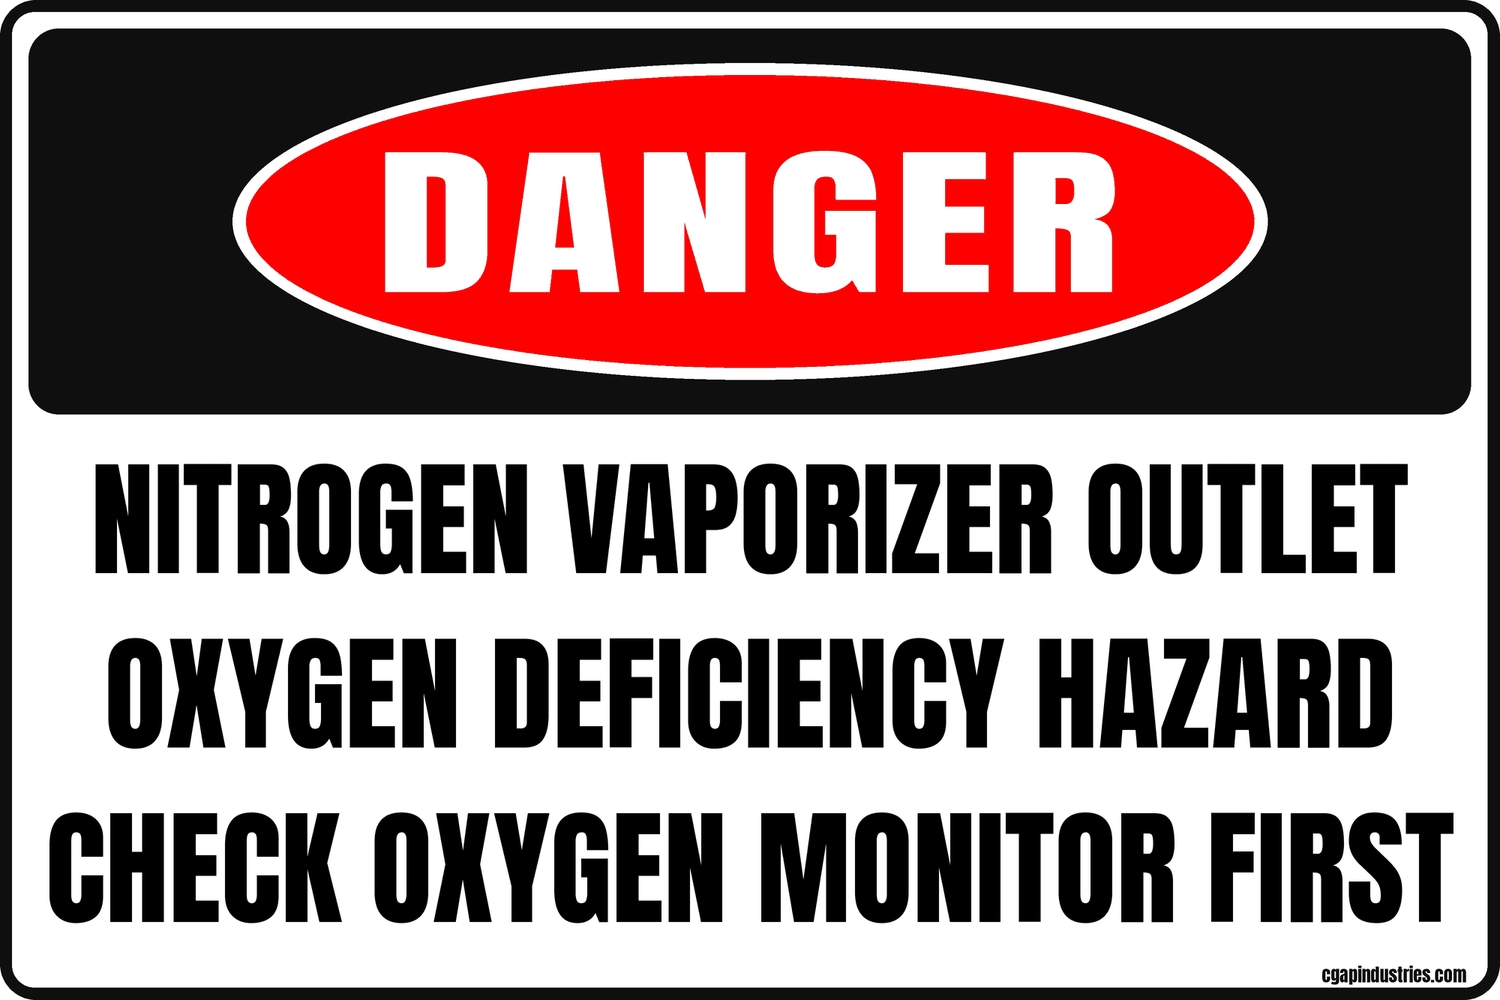 DANGER
NITROGEN VAPORIZER OUTLET
OXYGEN DEFICIENCY HAZARD
CHECK OXYGEN MONITOR FIRST
cgapindustries.com